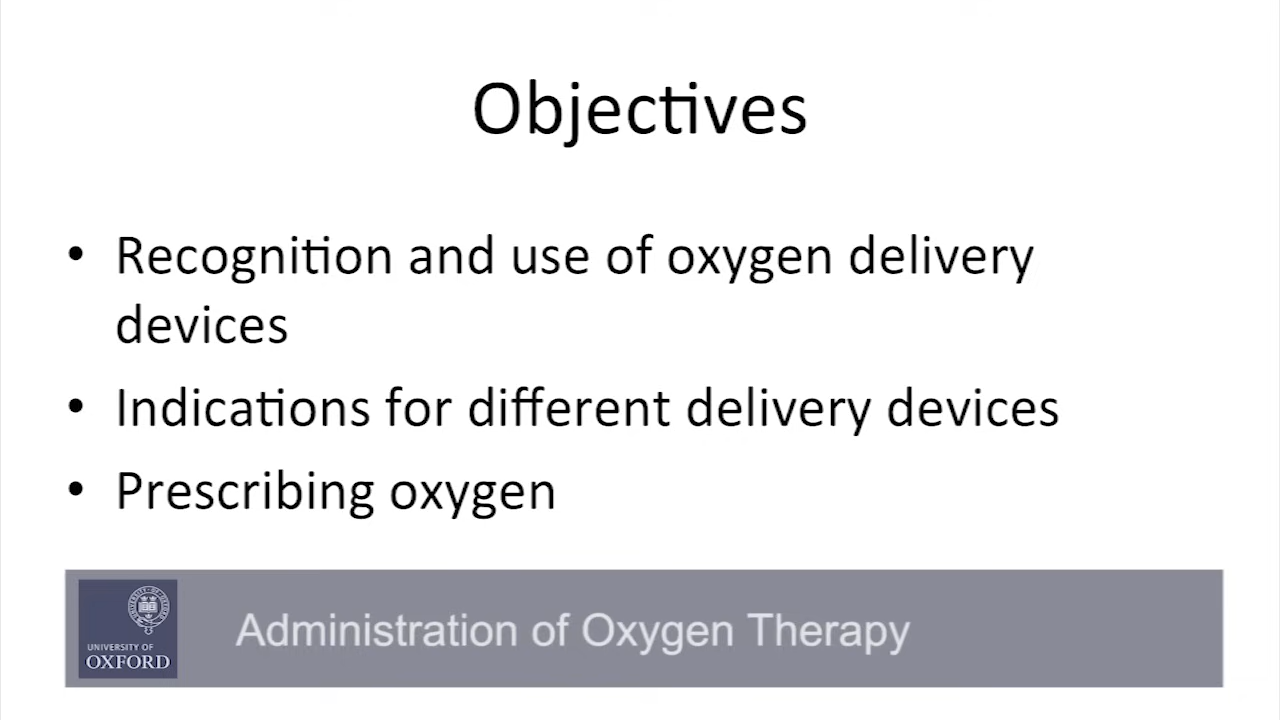 Objectives
• Recognition and use of oxygen delivery
devices
• Indications for different delivery devices
• Prescribing oxygen
UNIVERSITY OF
OXFORD
Administration of Oxygen Therapy